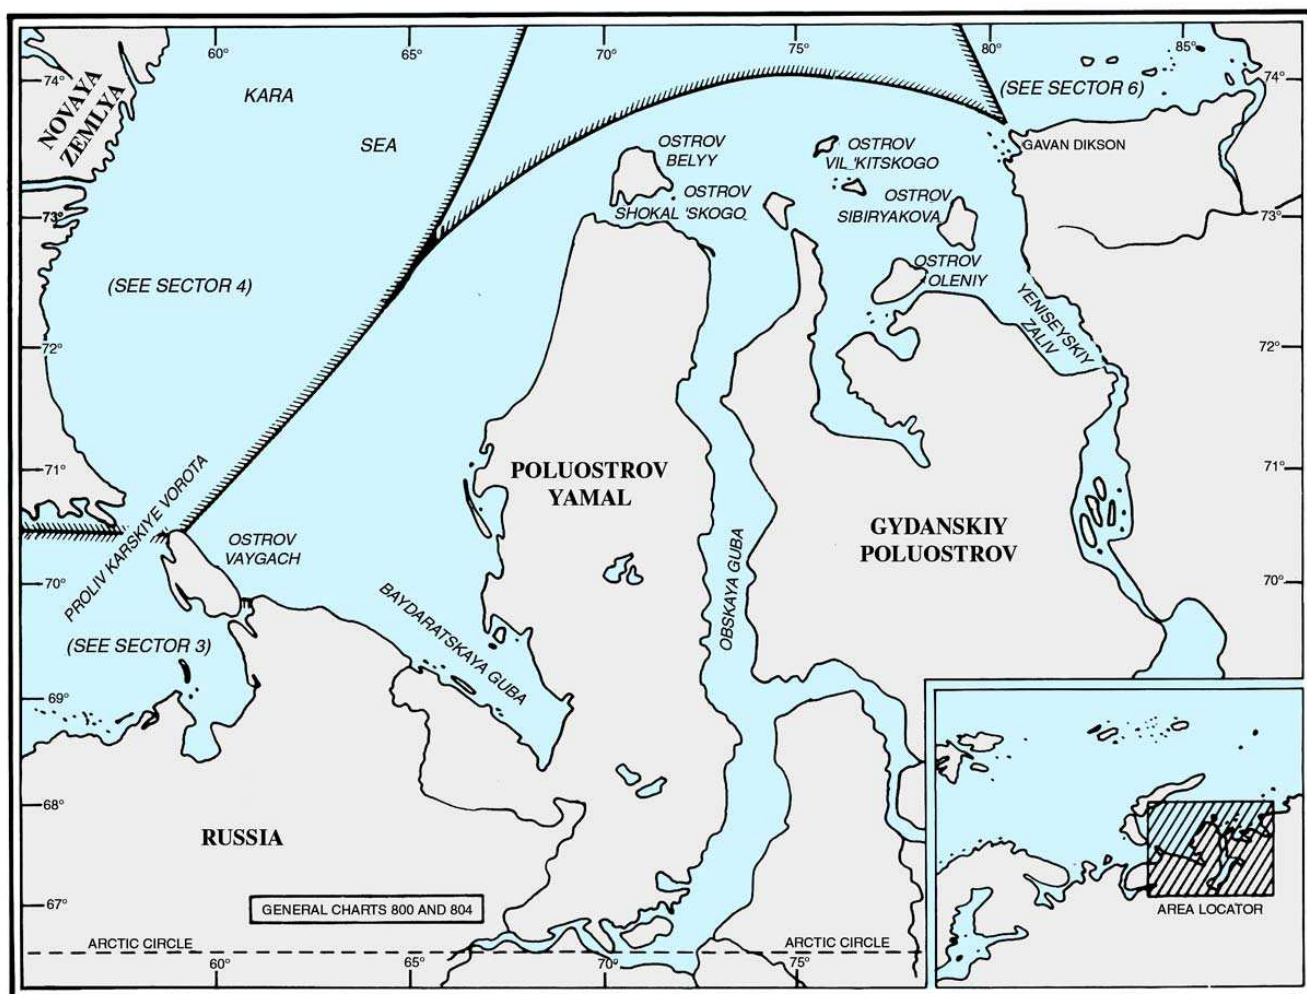 60°
65°
70°
75°
80°
85°
74°
74°
NOVAYA
ZEMLYA
KARA
SEA
(SEE SECTOR 6)
OSTROV
BELYY
OSTROV
VIL 'KITSKOGO
GAVAN DIKSON
OSTROV
SHOKAL 'SKOGO
OSTROV
SIBIRYAKOVA
73°
73°
OSTROV
OLENIY
(SEE SECTOR 4)
YENISEYSKIY
ZALIV
72°
72°
71°
71°
POLUOSTROV
YAMAL
PROLIV KARSKIYE VOROTA
GYDANSKIY
POLUOSTROV
OSTROV
VAYGACH
OBSKAYA GUBA
70°
70°
BAYDARATSKAYA GUBA
(SEE SECTOR 3)
69°
68°
RUSSIA
67°
GENERAL CHARTS 800 AND 804
AREA LOCATOR
ARCTIC CIRCLE
ARCTIC CIRCLE
60°
65°
70°
75°